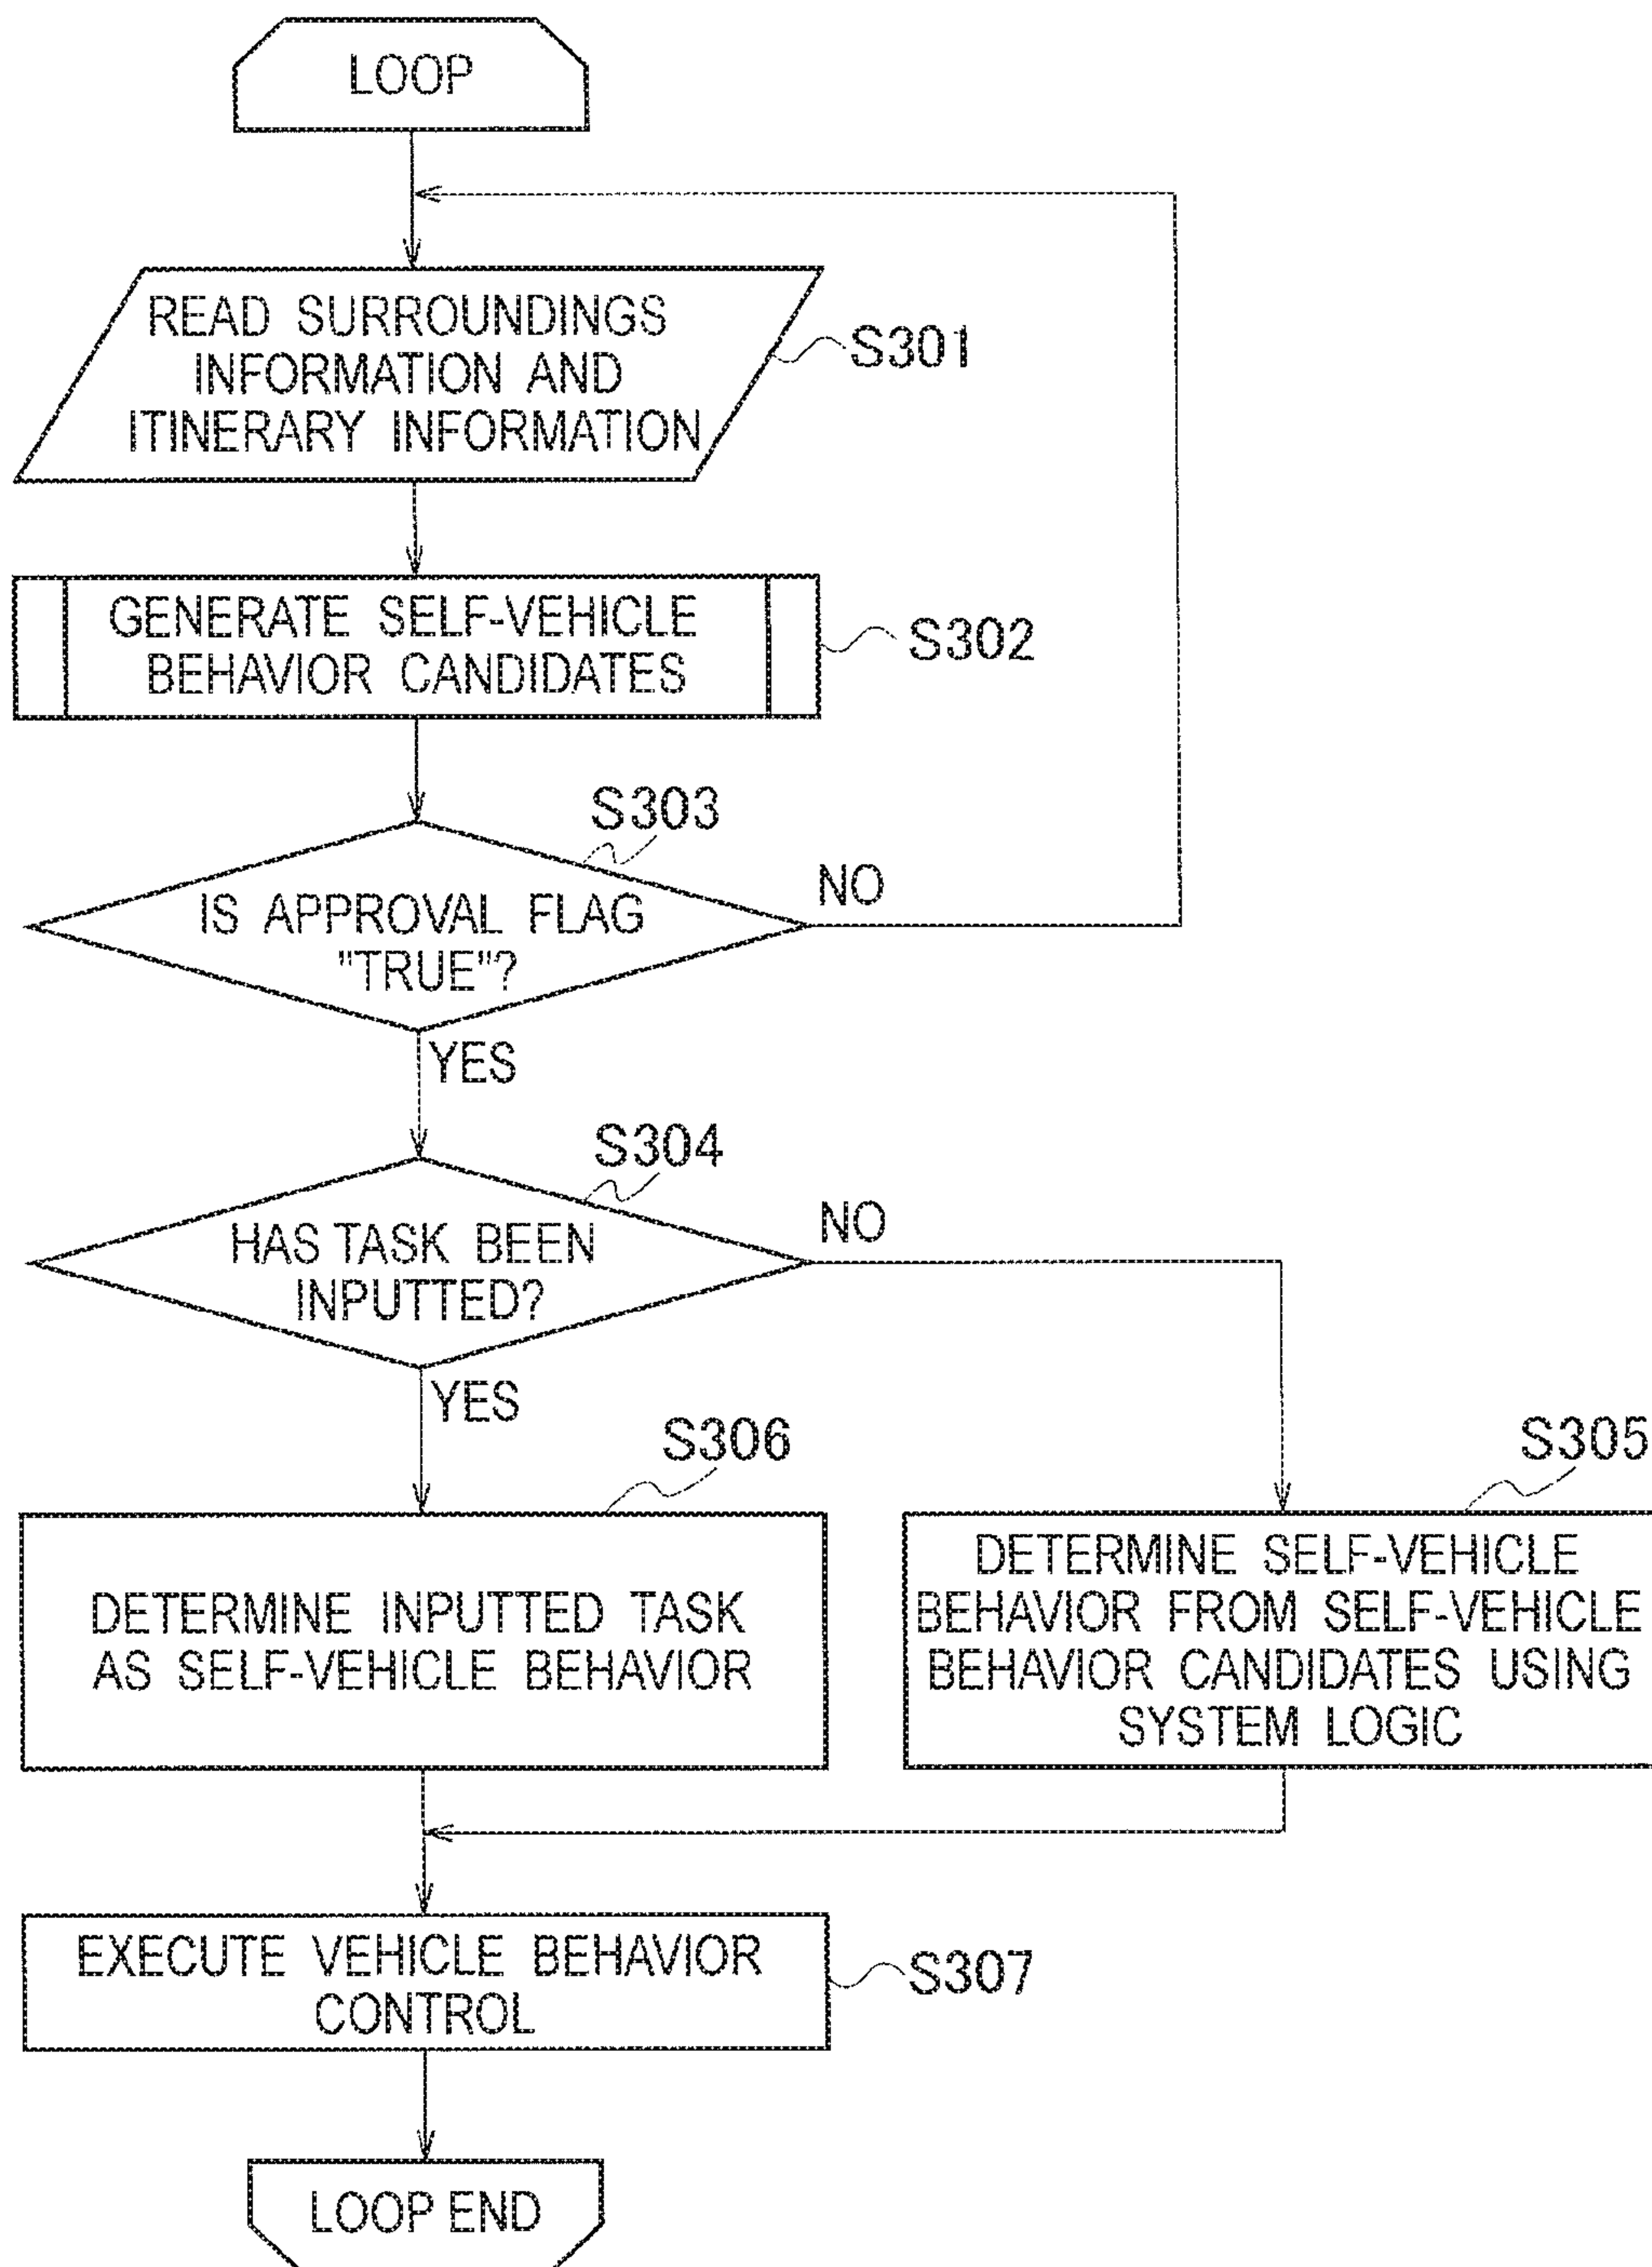 LOOP
READ SURROUNDINGS
INFORMATION AND
ITINERARY INFORMATION
S301
GENERATE SELF-VEHICLE
BEHAVIOR CANDIDATES
S302
S303
IS APPROVAL FLAG
"TRUE"?
NO
YES
S304
HAS TASK BEEN
INPUTTED?
NO
YES
S306
DETERMINE INPUTTED TASK
AS SELF-VEHICLE BEHAVIOR
S305
DETERMINE SELF-VEHICLE
BEHAVIOR FROM SELF-VEHICLE
BEHAVIOR CANDIDATES USING
SYSTEM LOGIC
EXECUTE VEHICLE BEHAVIOR
CONTROL
S307
LOOP END